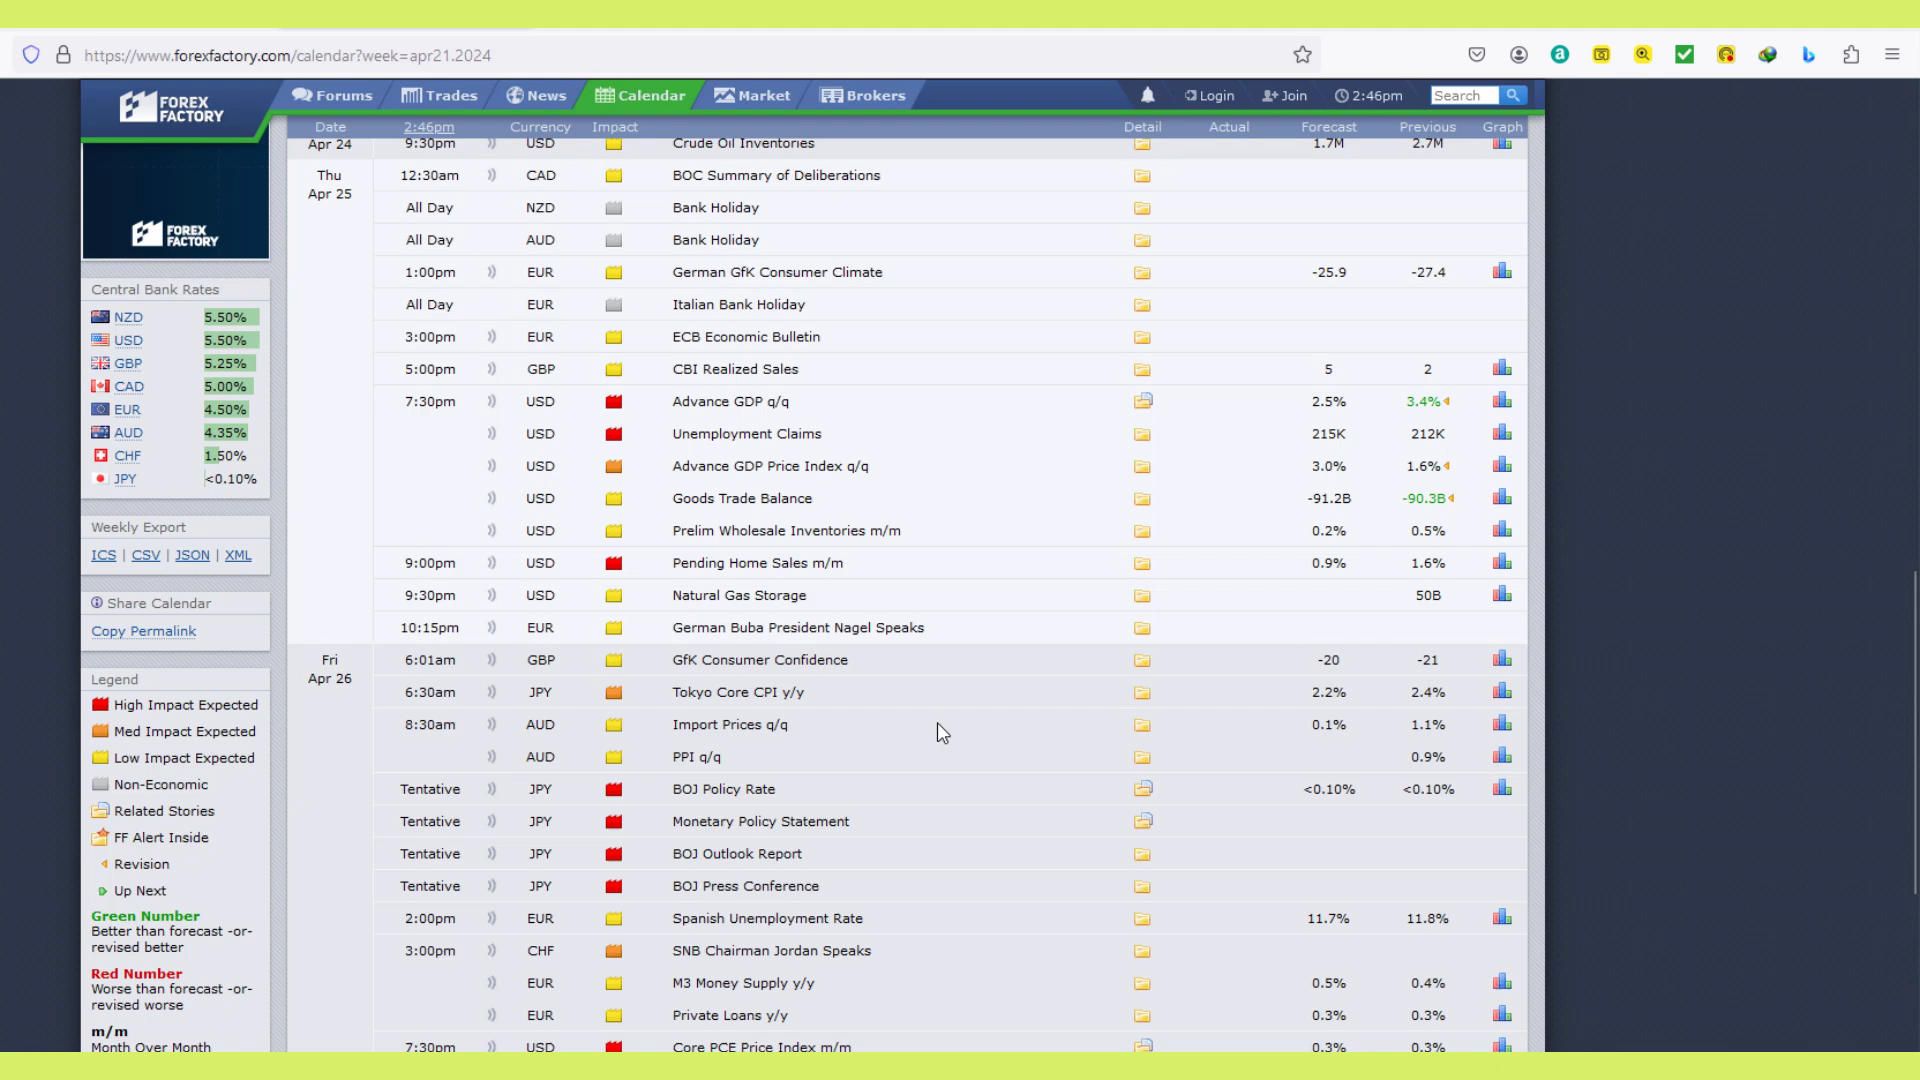 https://www.forexfactory.com/calendar?week=apr21.2024
FOREX FACTORY
Forums Trades News Calendar Market Brokers Login Join 2:46pm Search
Date 2:46pm Currency Impact Detail Actual Forecast Previous Graph
Apr 24 9:30pm USD Crude Oil Inventories 1.7M 2.7M
Thu Apr 25 12:30am CAD BOC Summary of Deliberations
All Day NZD Bank Holiday
All Day AUD Bank Holiday
1:00pm EUR German GfK Consumer Climate -25.9 -27.4
All Day EUR Italian Bank Holiday
3:00pm EUR ECB Economic Bulletin
5:00pm GBP CBI Realized Sales 5 2
7:30pm USD Advance GDP q/q 2.5% 3.4%
USD Unemployment Claims 215K 212K
USD Advance GDP Price Index q/q 3.0% 1.6%
USD Goods Trade Balance -91.2B -90.3B
USD Prelim Wholesale Inventories m/m 0.2% 0.5%
9:00pm USD Pending Home Sales m/m 0.9% 1.6%
9:30pm USD Natural Gas Storage 50B
10:15pm EUR German Buba President Nagel Speaks
Fri Apr 26 6:01am GBP GfK Consumer Confidence -20 -21
6:30am JPY Tokyo Core CPI y/y 2.2% 2.4%
8:30am AUD Import Prices q/q 0.1% 1.1%
AUD PPI q/q 0.9%
Tentative JPY BOJ Policy Rate <0.10% <0.10%
Tentative JPY Monetary Policy Statement
Tentative JPY BOJ Outlook Report
Tentative JPY BOJ Press Conference
2:00pm EUR Spanish Unemployment Rate 11.7% 11.8%
3:00pm CHF SNB Chairman Jordan Speaks
EUR M3 Money Supply y/y 0.5% 0.4%
EUR Private Loans y/y 0.3% 0.3%
7:30pm USD Core PCE Price Index m/m 0.3% 0.3%
FOREX FACTORY
Central Bank Rates
NZD 5.50%
USD 5.50%
GBP 5.25%
CAD 5.00%
EUR 4.50%
AUD 4.35%
CHF 1.50%
JPY <0.10%
Weekly Export
ICS | CSV | JSON | XML
Share Calendar
Copy Permalink
Legend
High Impact Expected
Med Impact Expected
Low Impact Expected
Non-Economic
Related Stories
FF Alert Inside
Revision
Up Next
Green Number
Better than forecast -or-
revised better
Red Number
Worse than forecast -or-
revised worse
m/m
Month Over Month